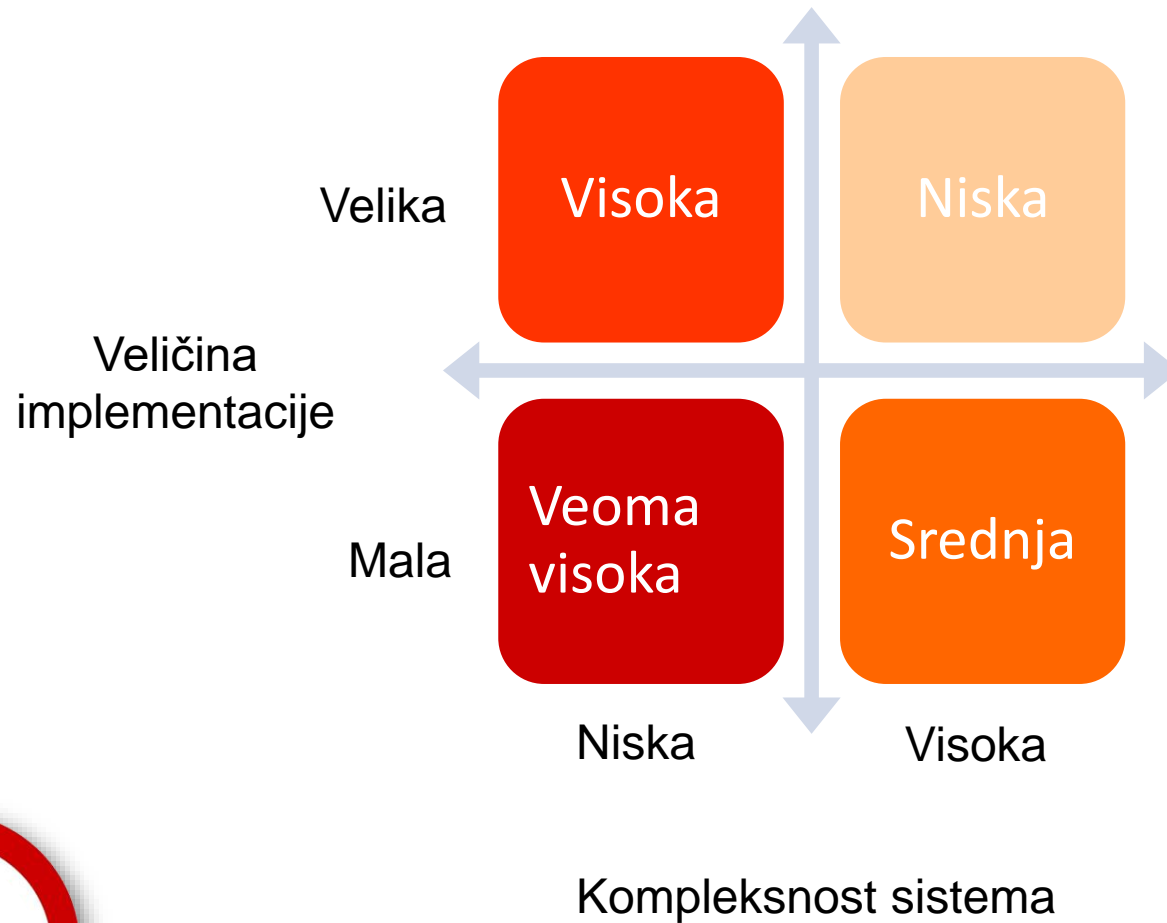 Velika
Visoka
Niska
Veličina
implementacije
Mala
Veoma
visoka
Srednja
Niska
Visoka
Kompleksnost sistema